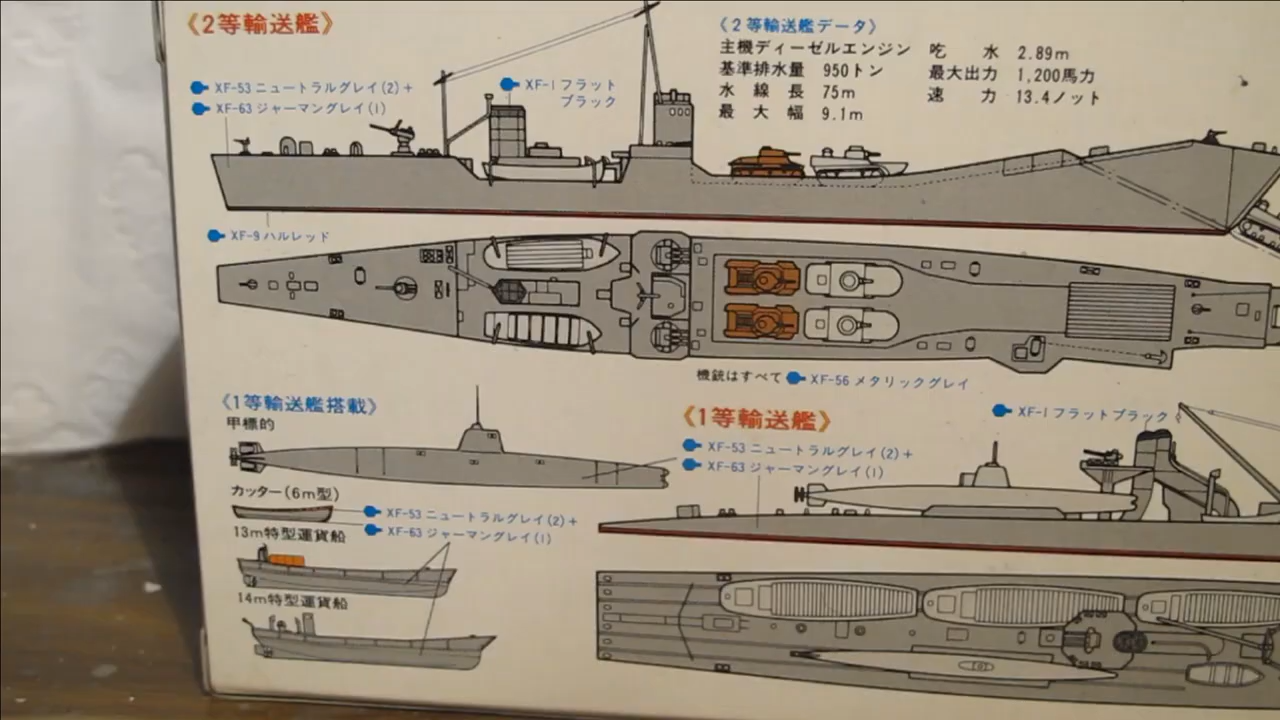 《2等輸送艦》
XF-53 ニュートラルグレイ(2)+
XF-63 ジャーマングレイ(1)
XF-1 フラット
ブラック
《2等輸送艦データ》
主機ディーゼルエンジン
基準排水量 950トン
水線長 75m
最大幅 9.1m
吃水 2.89m
最大出力 1,200馬力
速力 13.4ノット
XF-9 ハルレッド
機銃はすべて XF-56 メタリックグレイ
《1等輸送艦搭載》
甲標的
カッター(6m型)
XF-53 ニュートラルグレイ(2)+
XF-63 ジャーマングレイ(1)
13m特型運貨船
14m特型運貨船
《1等輸送艦》
XF-53 ニュートラルグレイ(2)+
XF-63 ジャーマングレイ(1)
XF-1 フラットブラック